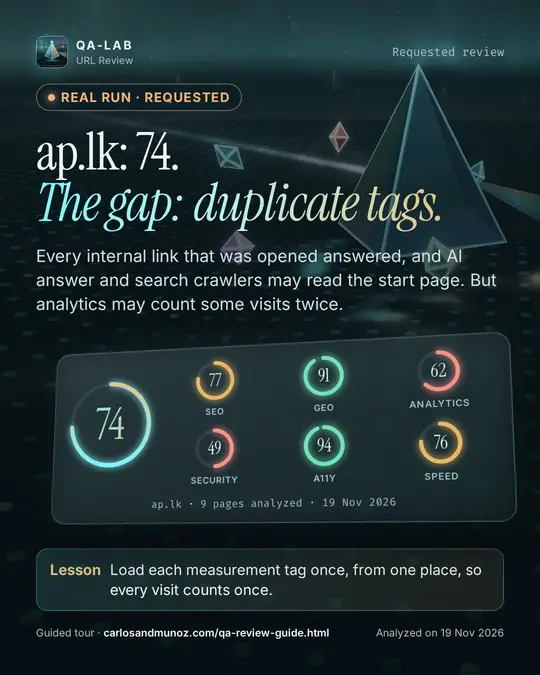 QA-LAB
URL Review
Requested review
REAL RUN · REQUESTED
ap.lk: 74.
The gap: duplicate tags.
Every internal link that was opened answered, and AI
answer and search crawlers may read the start page. But
analytics may count some visits twice.
74
77
SEO
91
GEO
62
ANALYTICS
49
SECURITY
94
A11Y
76
SPEED
ap.lk · 9 pages analyzed · 19 Nov 2026
Lesson
Load each measurement tag once, from one place, so
every visit counts once.
Guided tour · carlosandmunoz.com/qa-review-guide.html
Analyzed on 19 Nov 2026